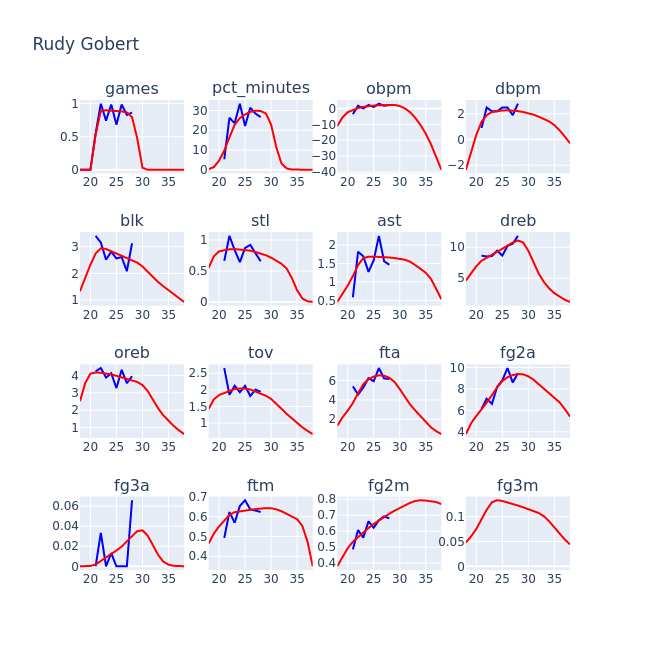 Rudy Gobert
games pct_minutes obpm dbpm
1 0.5 0 20 25 30 35
30 20 10 0 20 25 30 35
0 −10 −20 −30 −40 20 25 30 35
2 0 −2 20 25 30 35
blk stl ast dreb
3 2 1 20 25 30 35
1 0.5 0 20 25 30 35
2 1.5 1 0.5 20 25 30 35
10 5 20 25 30 35
oreb tov fta fg2a
4 3 2 1 20 25 30 35
2.5 2 1.5 1 20 25 30 35
6 4 2 20 25 30 35
10 8 6 4 20 25 30 35
fg3a ftm fg2m fg3m
0.06 0.04 0.02 0 20 25 30 35
0.7 0.6 0.5 0.4 20 25 30 35
0.8 0.7 0.6 0.5 0.4 20 25 30 35
0.1 0.05 0 20 25 30 35